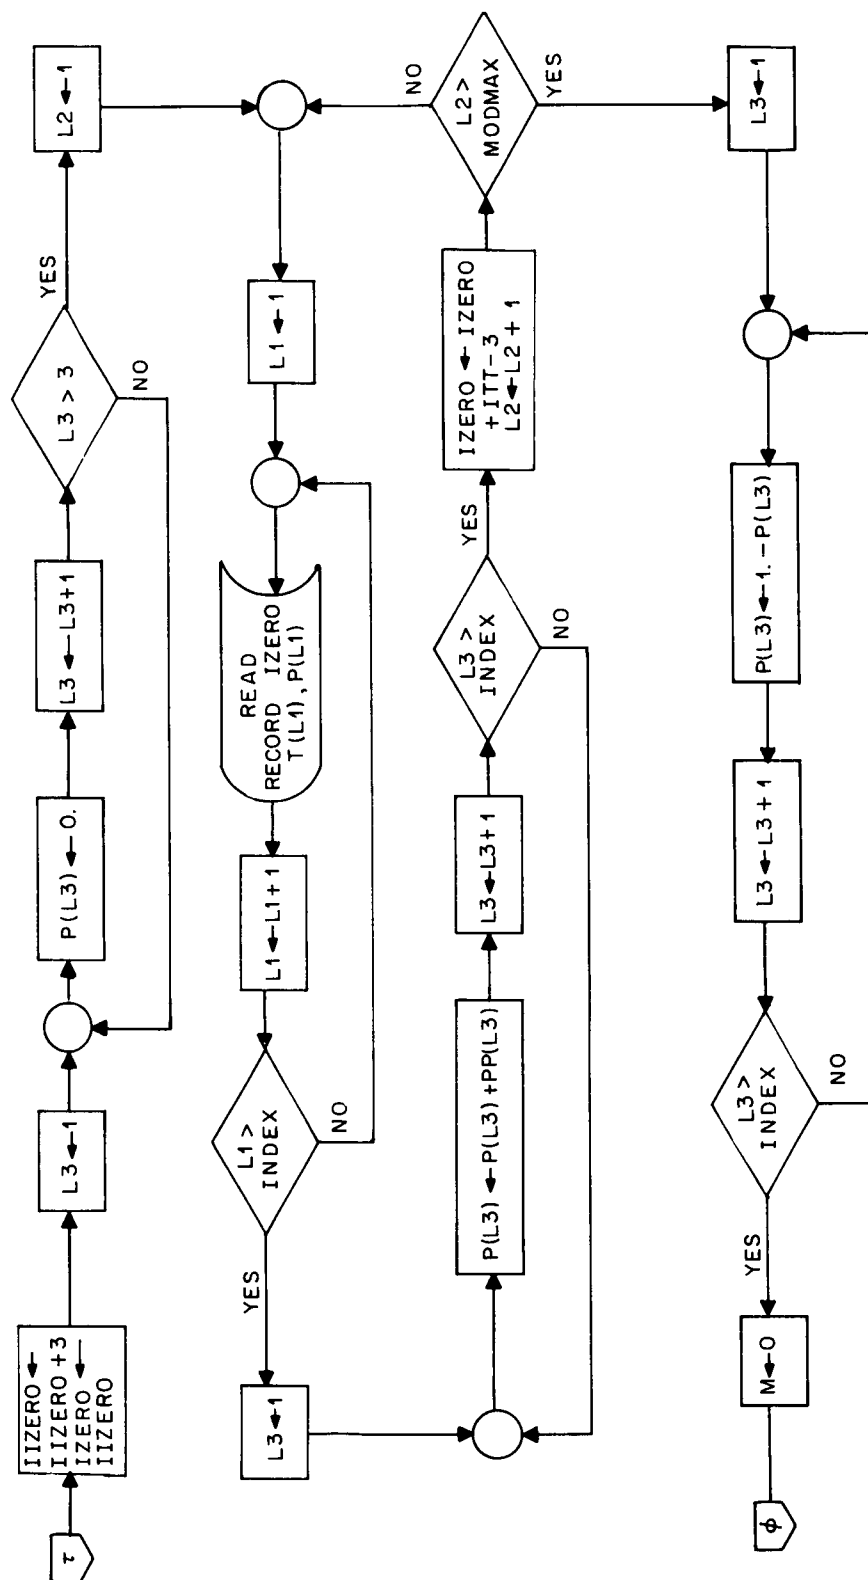 τ
IIZERO ←
IIZERO + 3
IZERO ←
IIZERO
L3 ← 1
P(L3) ← 0.
L3 ← L3+1
L3 > 3
YES
NO
L2 ← 1
L1 ← 1
READ
RECORD IZERO
T(L1), P(L1)
L1 ← L1+1
L1 >
INDEX
NO
YES
L3 ← 1
P(L3) ← P(L3)+PP(L3)
L3 ← L3+1
L3 >
INDEX
YES
NO
IZERO ← IZERO
+ITT-3
L2 ← L2 + 1
L2 >
MODMAX
NO
YES
L3 ← 1
P(L3) ← 1. - P(L3)
L3 ← L3 + 1
L3 >
INDEX
NO
YES
M ← 0
φ